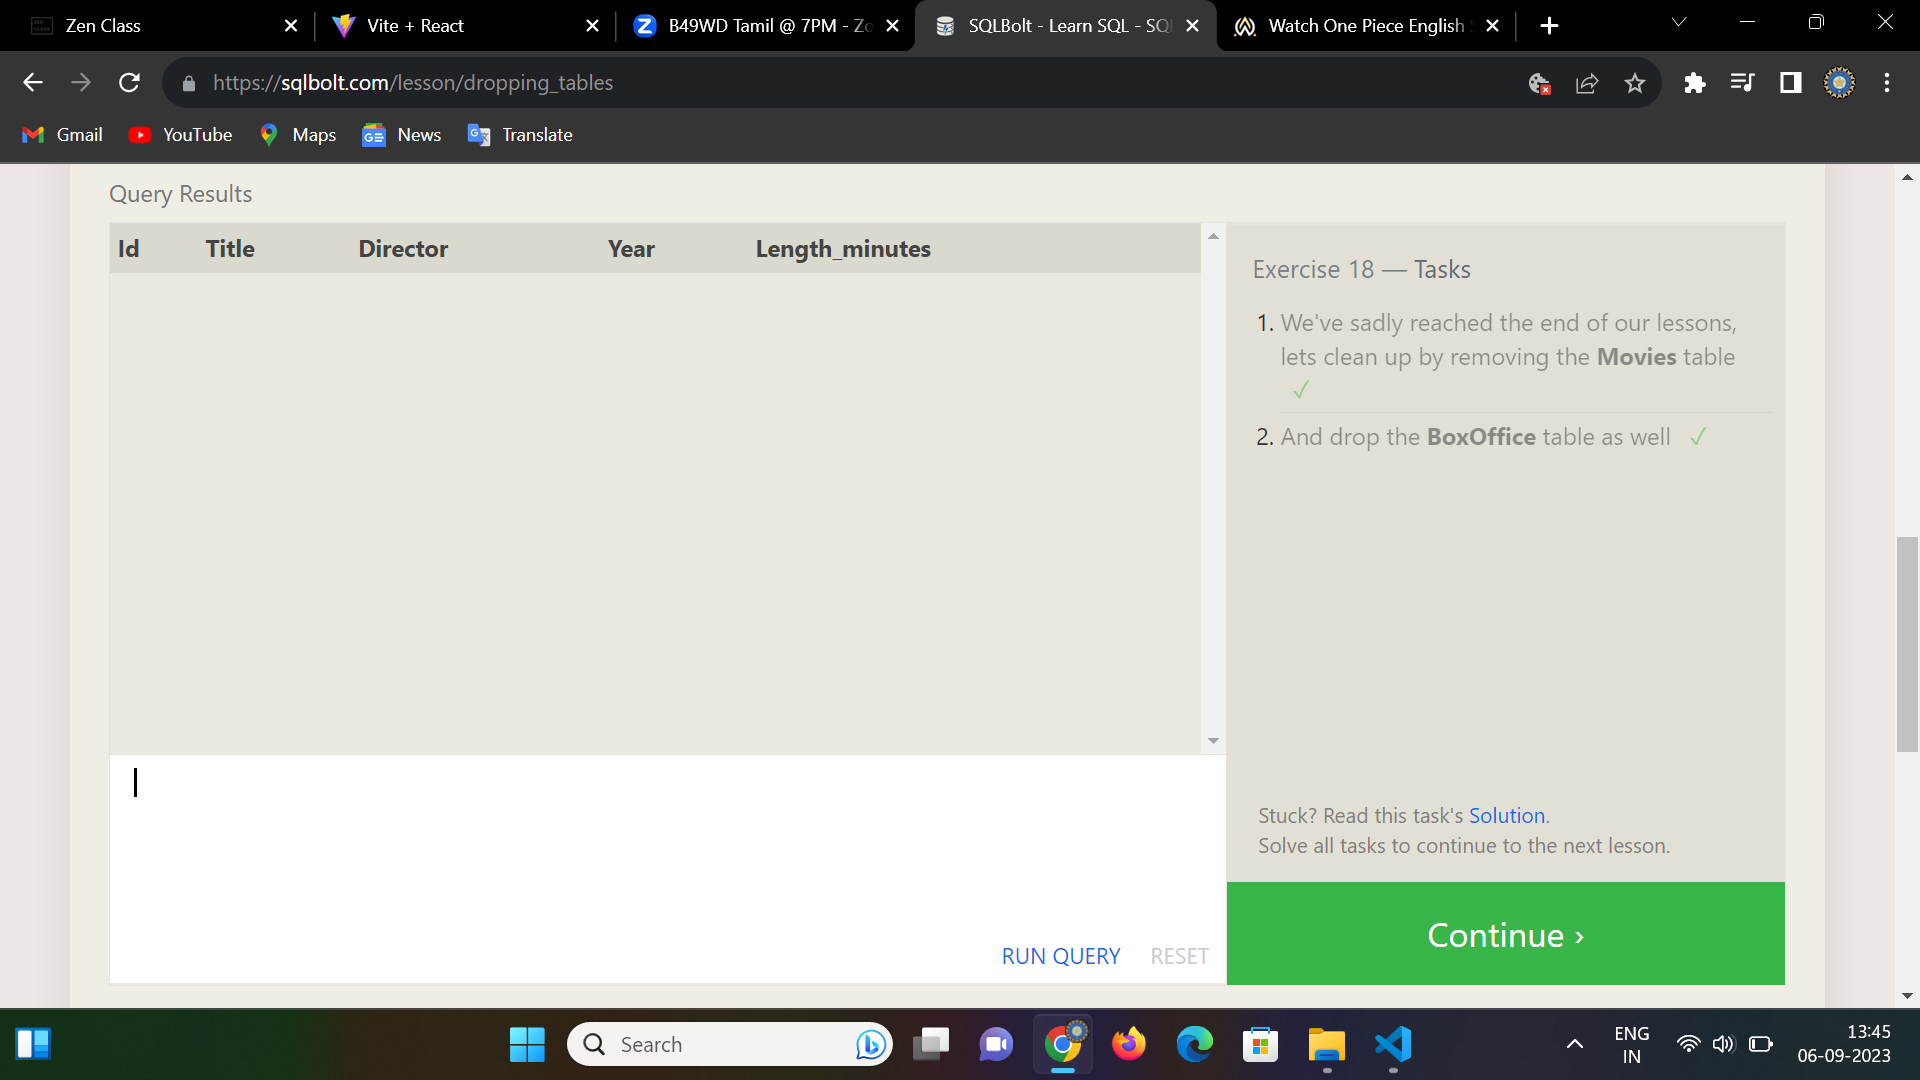 Zen Class
Vite + React
B49WD Tamil @ 7PM - Zo
SQLBolt - Learn SQL - SQL
Watch One Piece English
https://sqlbolt.com/lesson/dropping_tables
Gmail
YouTube
Maps
News
Translate
Query Results
Id Title Director Year Length_minutes
Exercise 18 — Tasks
1. We've sadly reached the end of our lessons,
lets clean up by removing the Movies table
✓
2. And drop the BoxOffice table as well ✓
Stuck? Read this task's Solution.
Solve all tasks to continue to the next lesson.
RUN QUERY RESET
Continue ›
Search
ENG
IN
13:45
06-09-2023